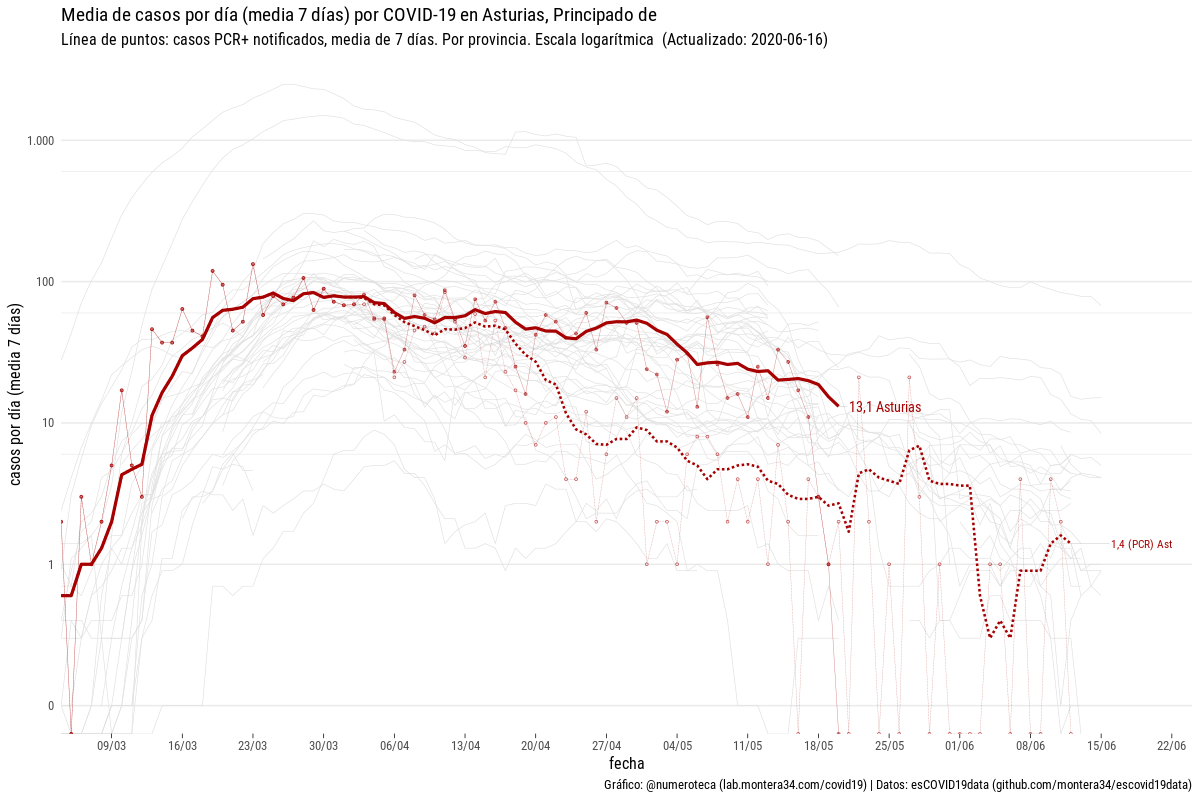 Media de casos por día (media 7 días) por COVID-19 en Asturias, Principado de
Línea de puntos: casos PCR+ notificados, media de 7 días. Por provincia. Escala logarítmica (Actualizado: 2020-06-16)
casos por día (media 7 días)
1.000
100
10
1
0
13,1 Asturias
1,4 (PCR) Ast
09/03 16/03 23/03 30/03 06/04 13/04 20/04 27/04 04/05 11/05 18/05 25/05 01/06 08/06 15/06 22/06
fecha
Gráfico: @numeroteca (lab.montera34.com/covid19) | Datos: esCOVID19data (github.com/montera34/escovid19data)